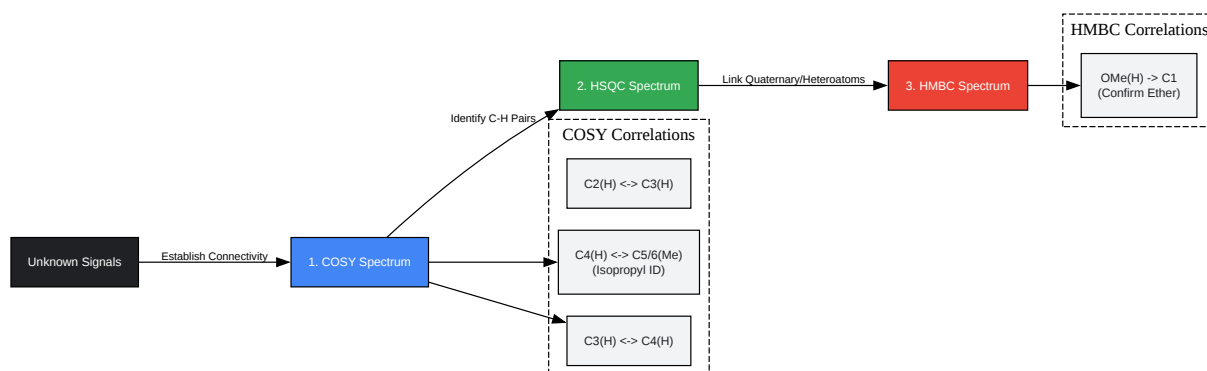 HMBC Correlations
OMe(H) -> C1
(Confirm Ether)
2. HSQC Spectrum
Link Quaternary/Heteroatoms
3. HMBC Spectrum
Identify C-H Pairs
COSY Correlations
C2(H) <-> C3(H)
Unknown Signals
Establish Connectivity
1. COSY Spectrum
C4(H) <-> C5/6(Me)
(Isopropyl ID)
C3(H) <-> C4(H)